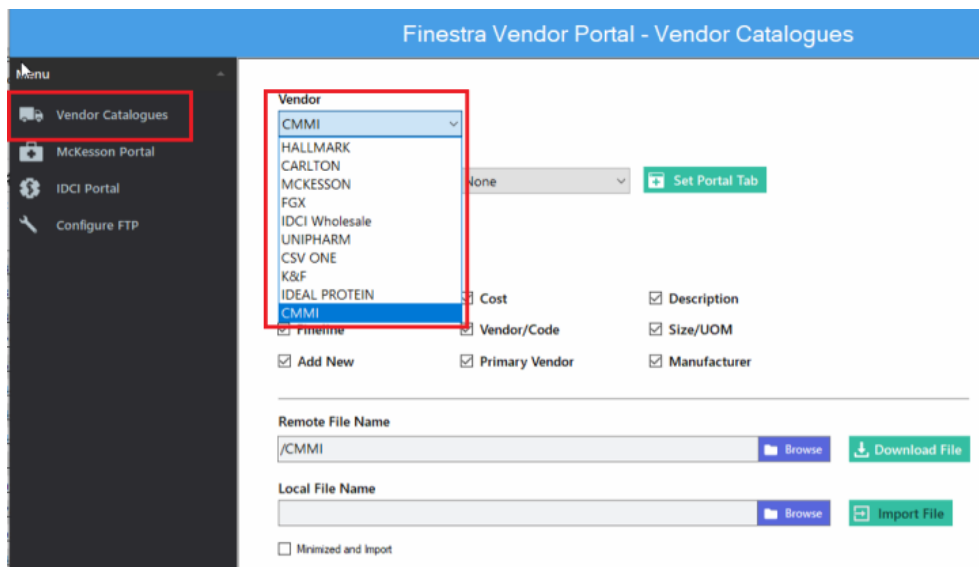 Finestra Vendor Portal - Vendor Catalogues
Menu
Vendor Catalogues
McKesson Portal
IDCI Portal
Configure FTP
Vendor
CMMI
HALLMARK
CARLTON
MCKESSON
FGX
IDCI Wholesale
UNIPHARM
CSV ONE
K&F
IDEAL PROTEIN
CMMI
None
Set Portal Tab
Cost
Description
Fineline
Vendor/Code
Size/UOM
Add New
Primary Vendor
Manufacturer
Remote File Name
/CMMI
Browse
Download File
Local File Name
Browse
Import File
Minimized and Import